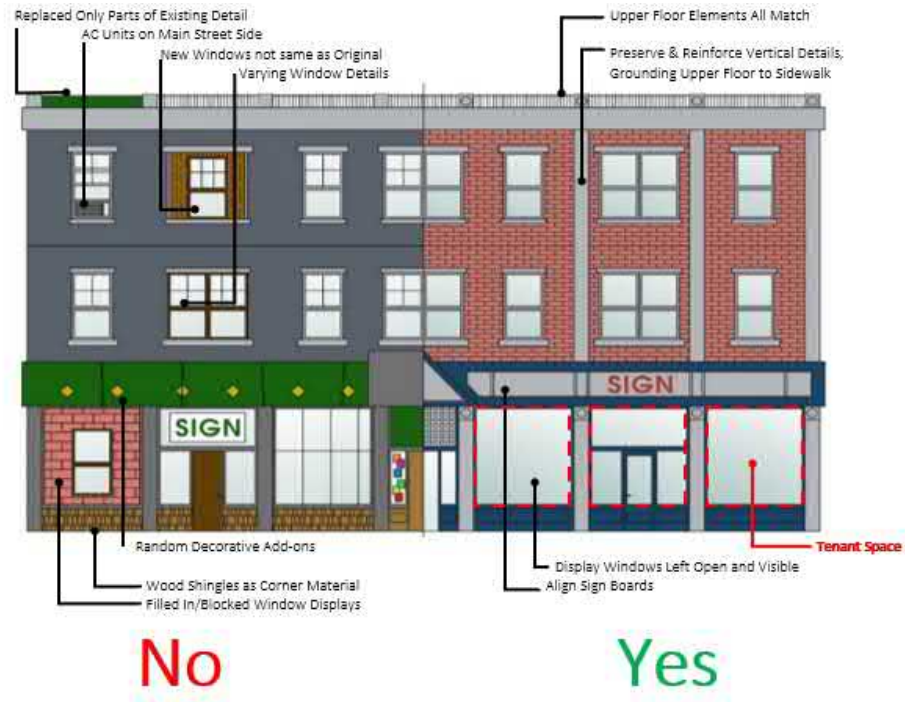 Replaced Only Parts of Existing Detail
AC Units on Main Street Side
New Windows not same as Original
Varying Window Details
Upper Floor Elements All Match
Preserve & Reinforce Vertical Details,
Grounding Upper Floor to Sidewalk
SIGN
SIGN
Random Decorative Add-ons
Wood Shingles as Corner Material
Filled In/Blocked Window Displays
Tenant Space
Display Windows Left Open and Visible
Align Sign Boards
No
Yes